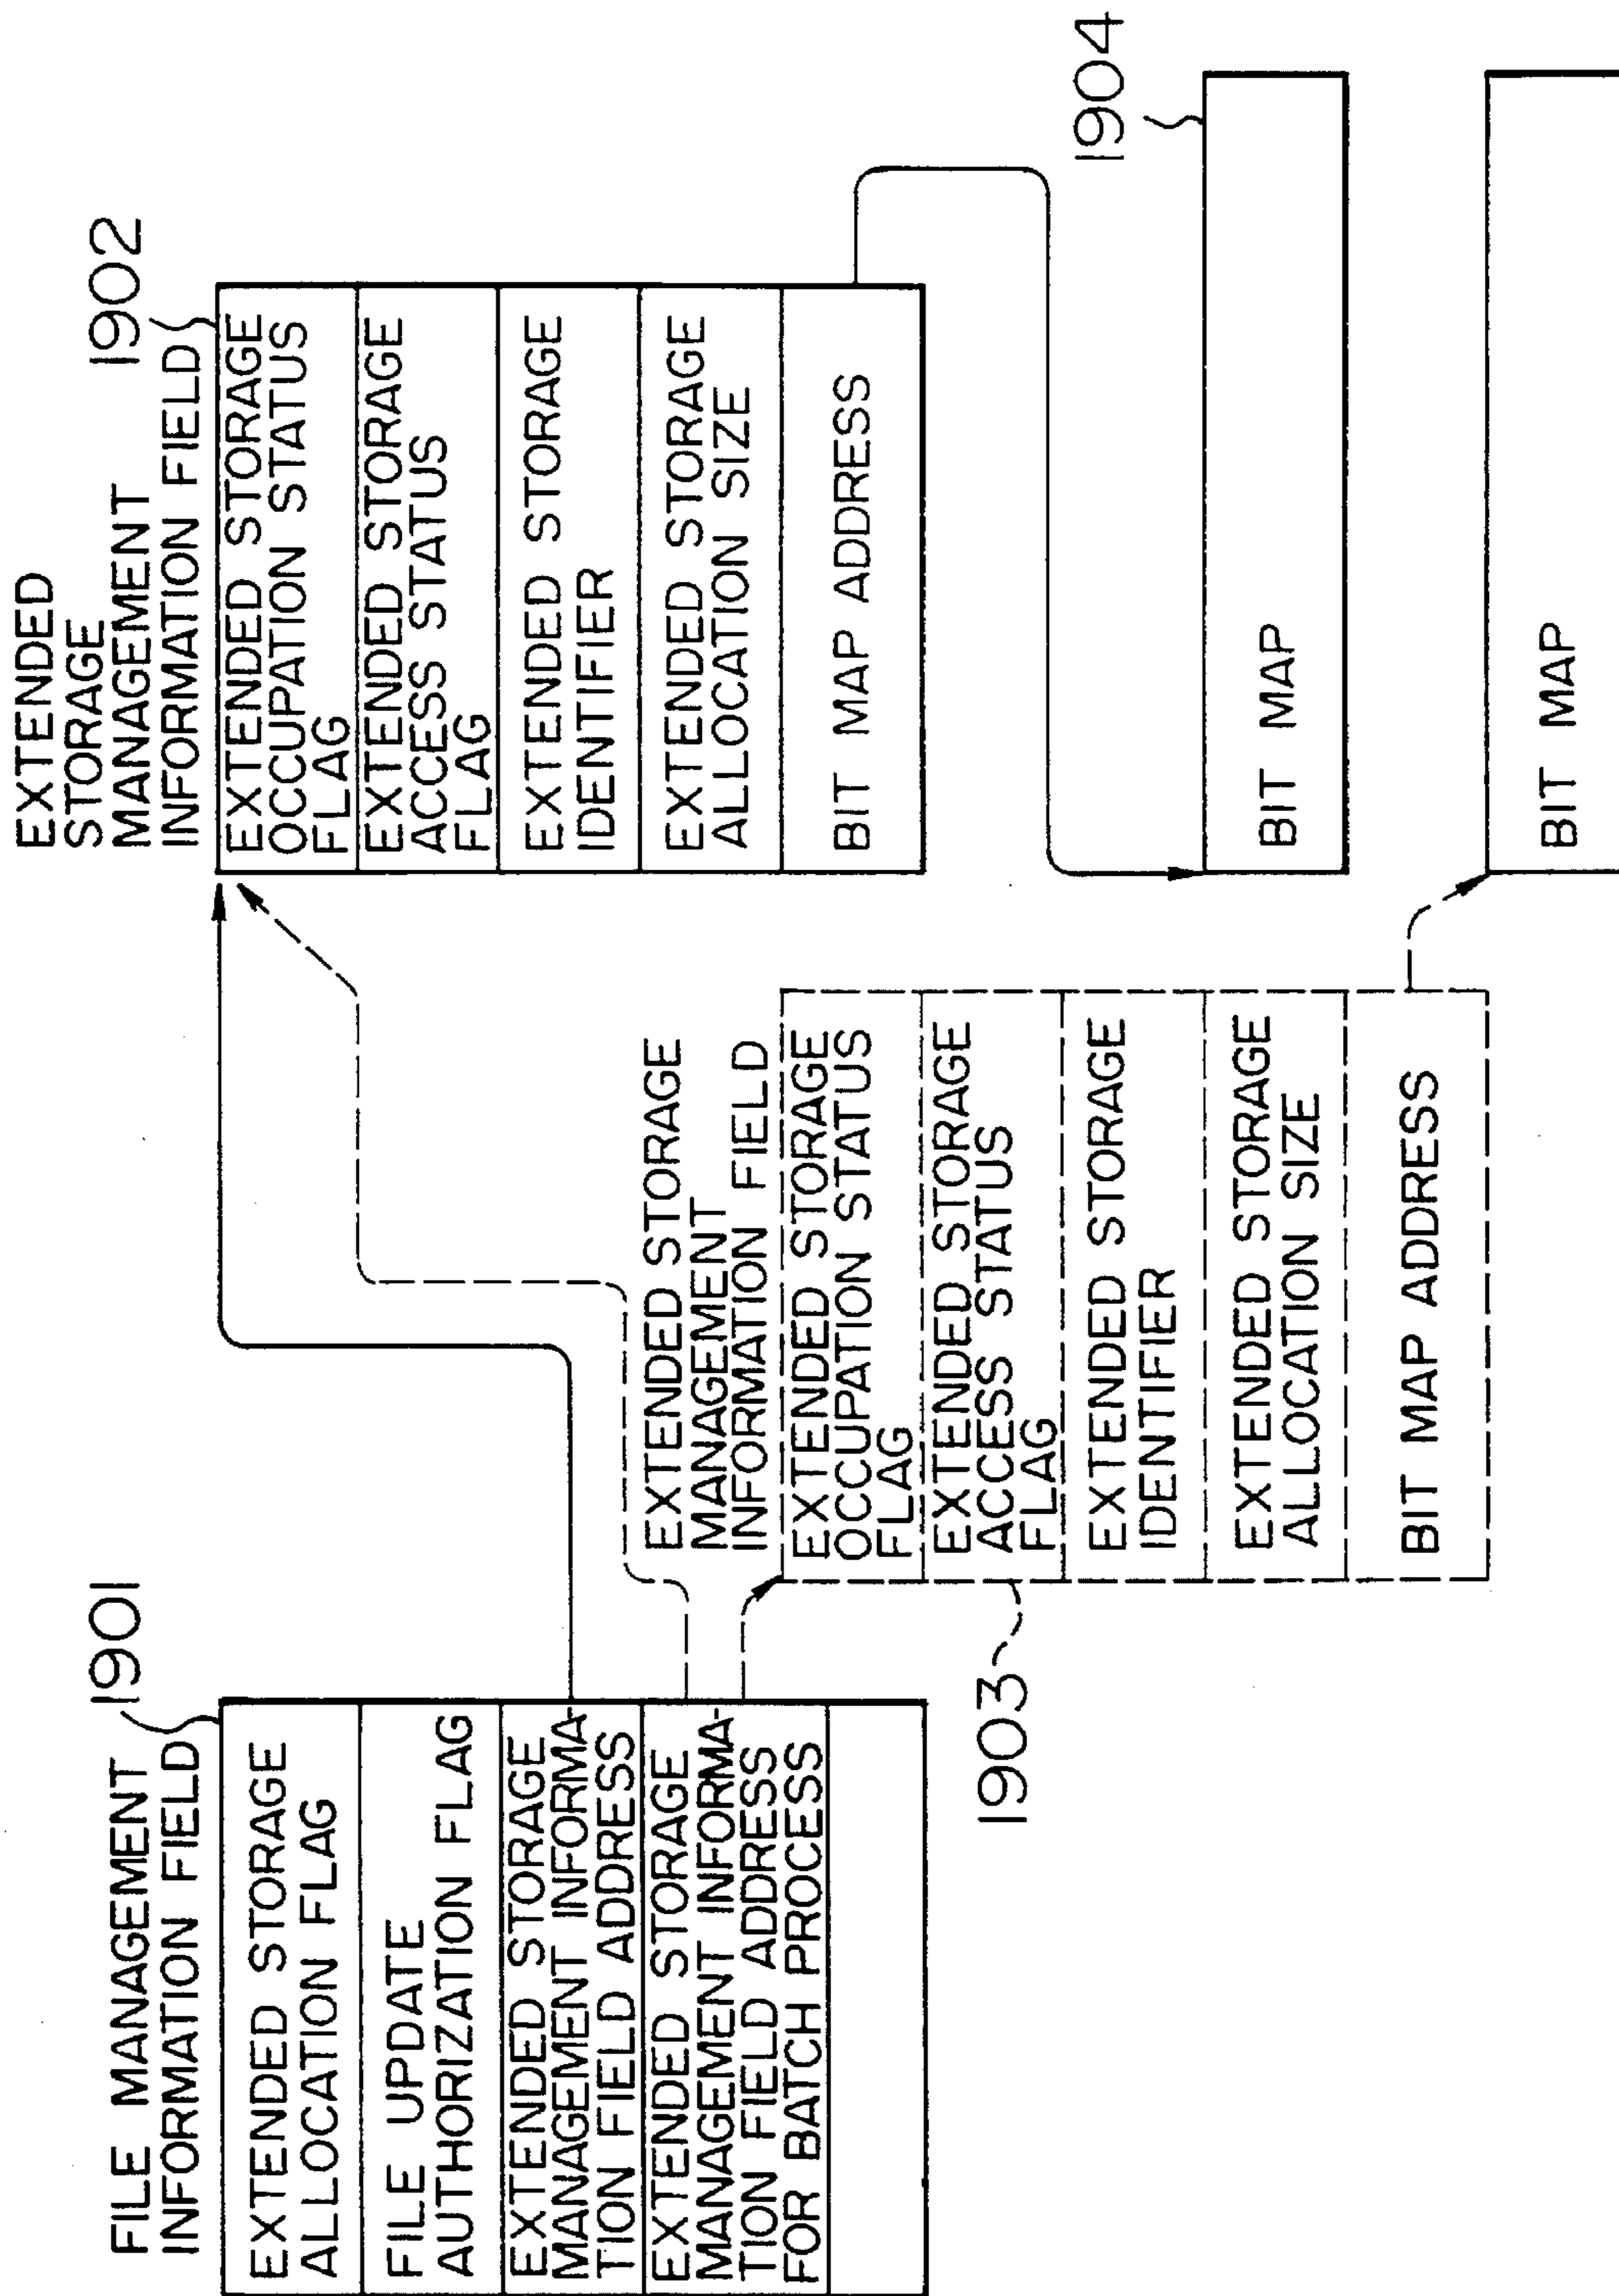 FILE MANAGEMENT
INFORMATION FIELD
1901
EXTENDED STORAGE
ALLOCATION FLAG
FILE UPDATE
AUTHORIZATION FLAG
EXTENDED STORAGE
MANAGEMENT INFORMA-
TION FIELD ADDRESS
EXTENDED STORAGE
MANAGEMENT INFORMA-
TION FIELD ADDRESS
FOR BATCH PROCESS
EXTENDED
STORAGE
MANAGEMENT
INFORMATION FIELD
1902
EXTENDED STORAGE
OCCUPATION STATUS
FLAG
EXTENDED STORAGE
ACCESS STATUS
FLAG
EXTENDED STORAGE
IDENTIFIER
EXTENDED STORAGE
ALLOCATION SIZE
BIT MAP ADDRESS
EXTENDED STORAGE
MANAGEMENT
INFORMATION FIELD
1903
EXTENDED STORAGE
OCCUPATION STATUS
FLAG
EXTENDED STORAGE
ACCESS STATUS
FLAG
EXTENDED STORAGE
IDENTIFIER
EXTENDED STORAGE
ALLOCATION SIZE
BIT MAP ADDRESS
1904
BIT MAP
BIT MAP